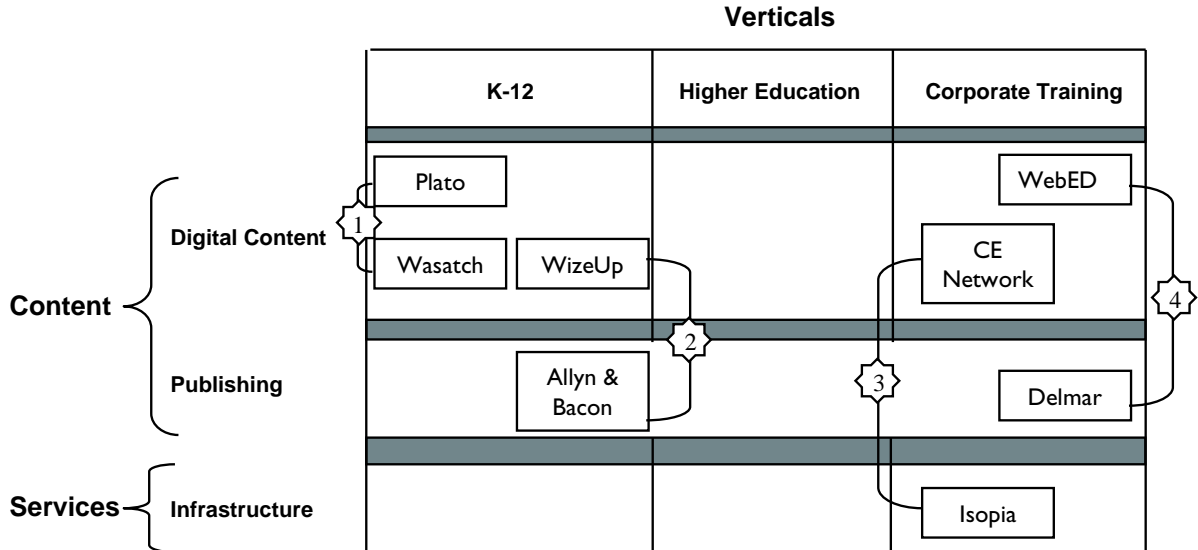 Verticals
K-12
Higher Education
Corporate Training
Plato
WebED
1
Digital Content
Wasatch
WizeUp
CE
Network
Content
4
2
Publishing
Allyn &
Bacon
3
Delmar
Services
Infrastructure
Isopia